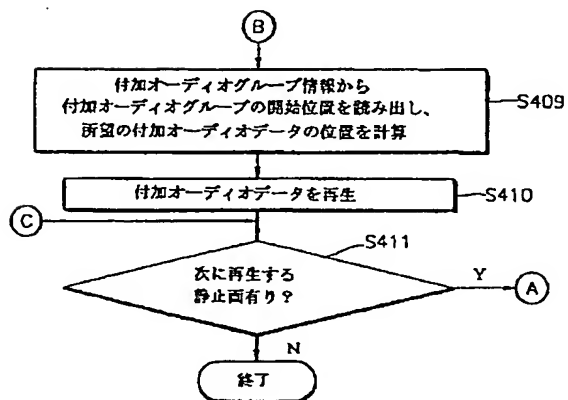 B
付加オーディオグループ情報から
付加オーディオグループの開始位置を読み出し、
所望の付加オーディオデータの位置を計算
S409
付加オーディオデータを再生
S410
C
S411
次に再生する
静止画有り?
Y
A
N
終了